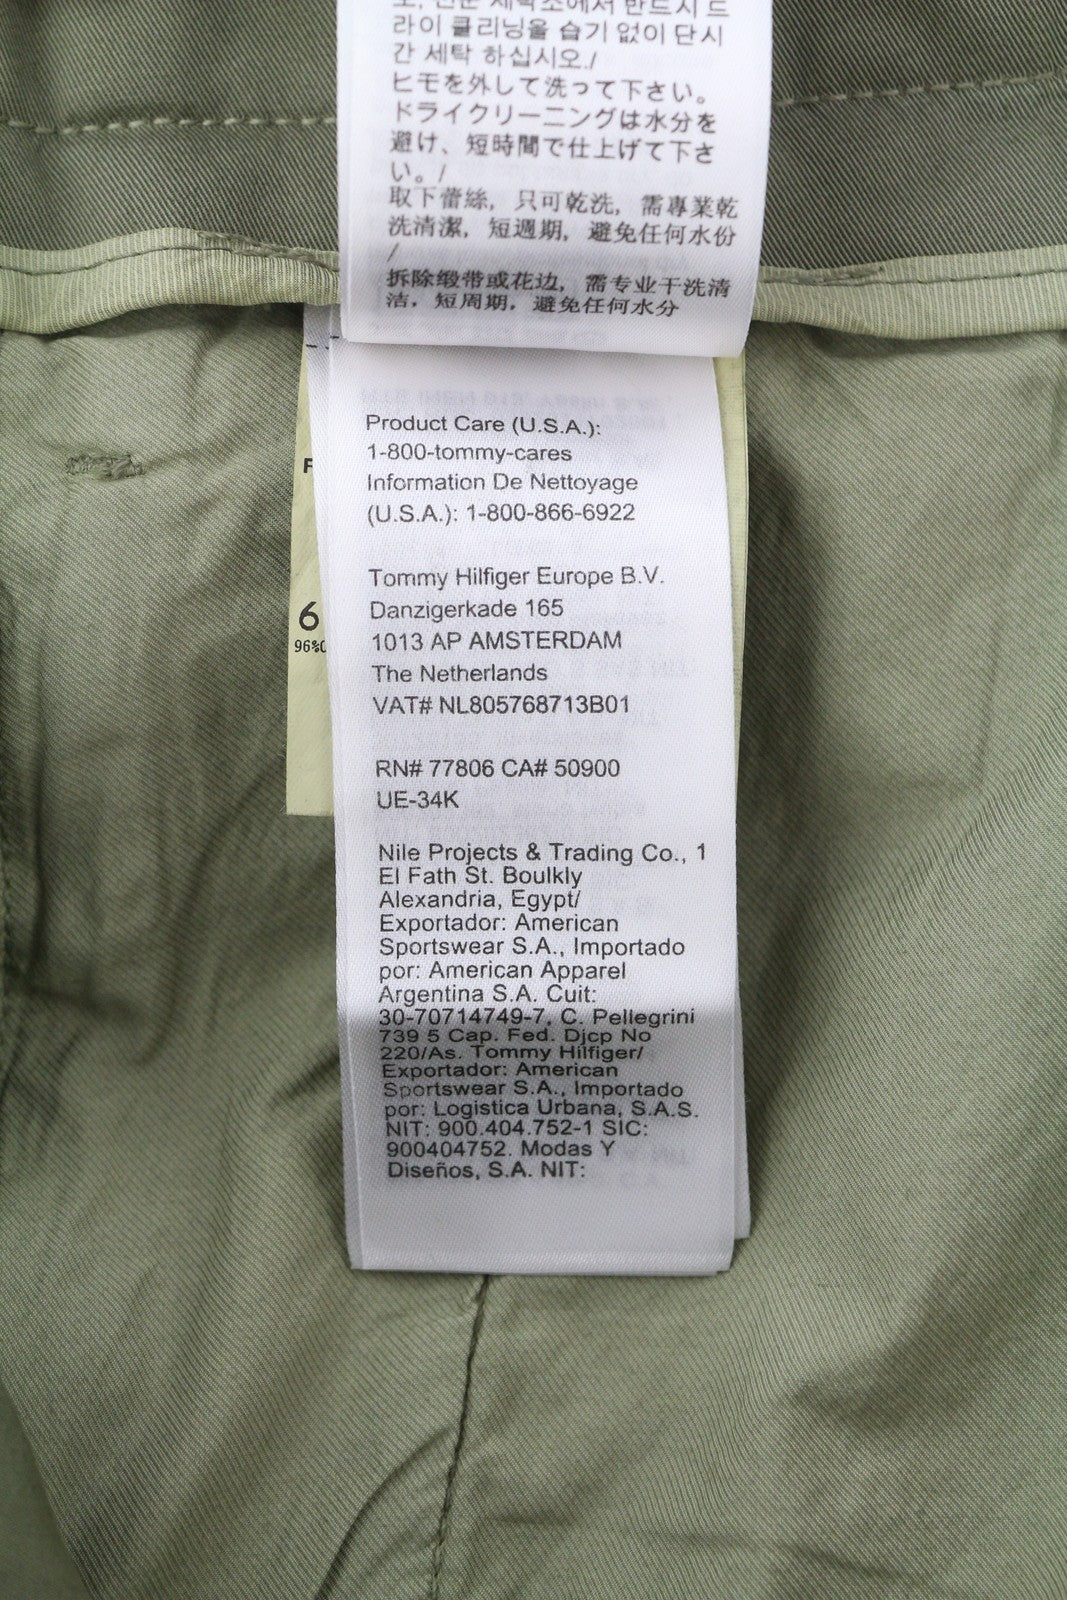 라이 클리닝을 습기 없이 단시
간 세탁 하십시오./
ヒモを外して洗って下さい。
ドライクリーニングは水分を
避け、短時間で仕上げて下さ
い。/
取下蕾絲, 只可乾洗, 需專業乾
洗清潔, 短週期, 避免任何水份
/
拆除缎带或花边, 需专业干洗清
洁, 短周期, 避免任何水分
Product Care (U.S.A.):
1-800-tommy-cares
Information De Nettoyage
(U.S.A.): 1-800-866-6922
Tommy Hilfiger Europe B.V.
Danzigerkade 165
1013 AP AMSTERDAM
The Netherlands
VAT# NL805768713B01
RN# 77806 CA# 50900
UE-34K
Nile Projects & Trading Co., 1
El Fath St. Boulkly
Alexandria, Egypt/
Exportador: American
Sportswear S.A., Importado
por: American Apparel
Argentina S.A. Cuit:
30-70714749-7, C. Pellegrini
739 5 Cap. Fed. Djcp No
220/As. Tommy Hilfiger/
Exportador: American
Sportswear S.A., Importado
por: Logistica Urbana, S.A.S.
NIT: 900.404.752-1 SIC:
900404752. Modas Y
Diseños, S.A. NIT:
F
6
96%